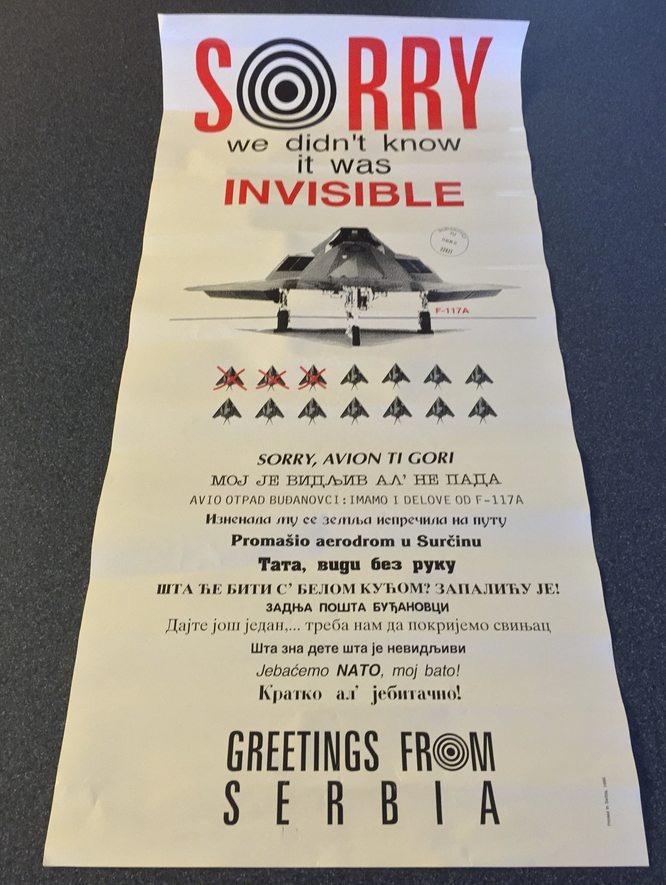 SORRY
we didn't know
it was
INVISIBLE
F-117A
SORRY, AVION TI GORI
МОЈ ЈЕ ВИДЉИВ АЛ' НЕ ПАДА
AVIO OTPAD BUĐANOVCI: IMAMO I DELOVE OD F-117A
Изненада му се земља испречила на путу
Promašio aerodrom u Surčinu
Тата, види без руку
ШТА ЋЕ БИТИ С' БЕЛОМ КУЋОМ? ЗАПАЛИЋУ ЈЕ!
ЗАДЊА ПОШТА БУЂАНОВЦИ
Дајте још један,... треба нам да покријемо свињац
Шта зна дете шта је невидљиви
Jebaćemo NATO, moj bato!
Кратко ал' јебитачно!
GREETINGS FROM
SERBIA